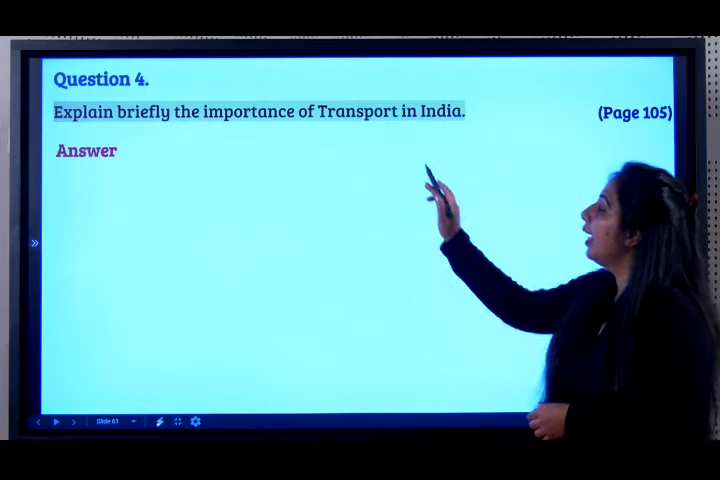 Question 4.
Explain briefly the importance of Transport in India.
(Page 105)
Answer
Slide 61